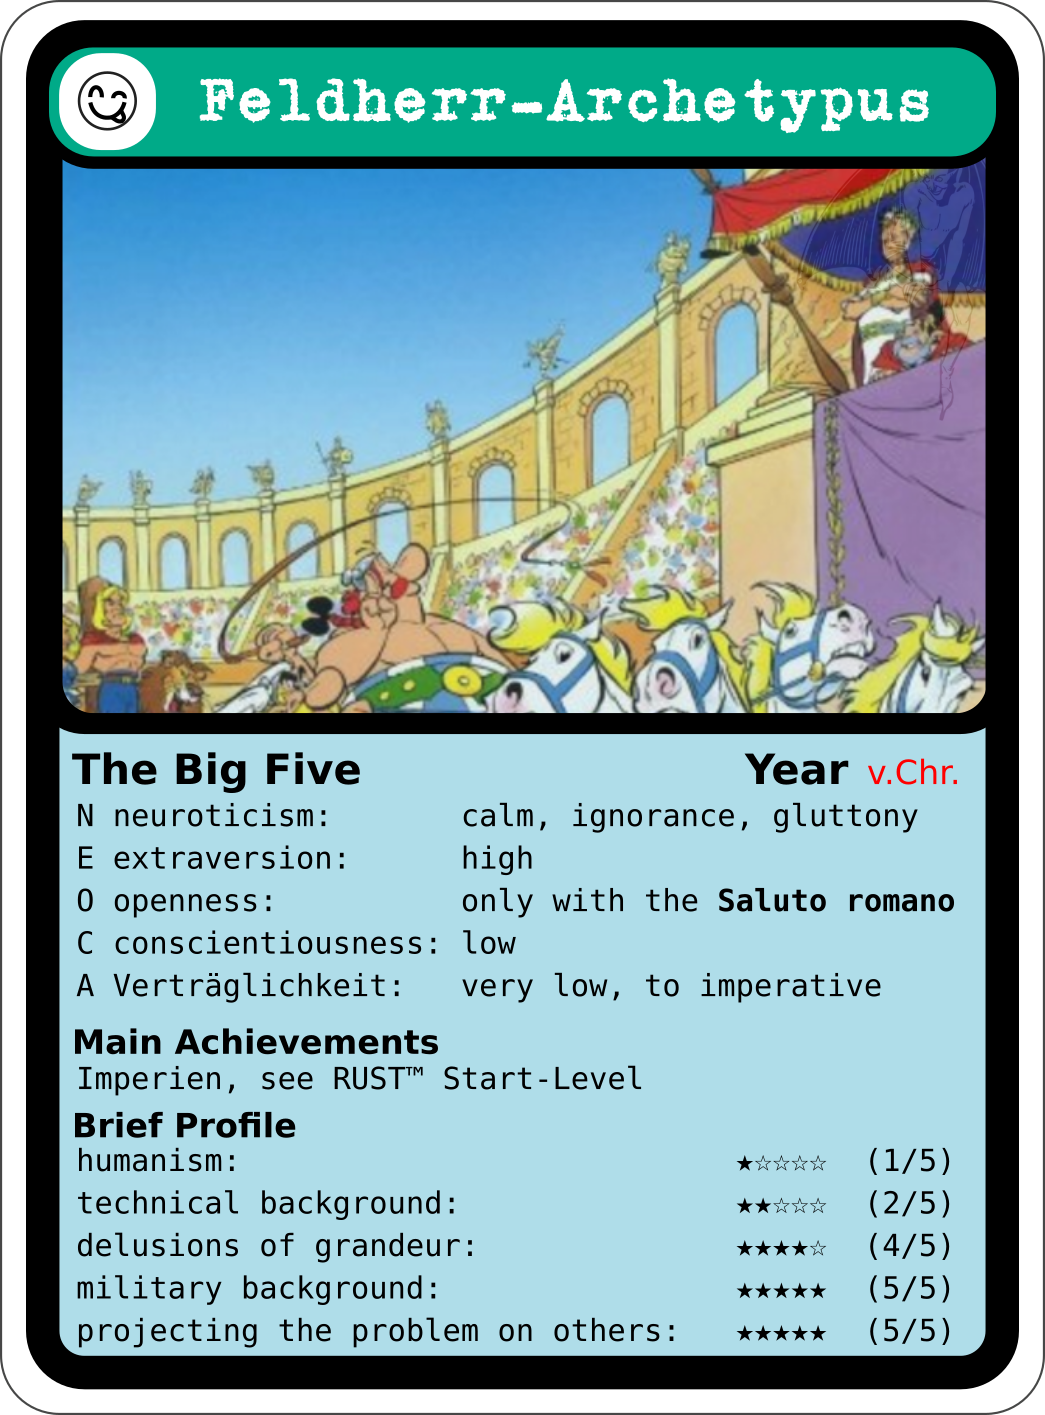 Feldherr-Archetypus
The Big Five Year v.Chr.
N neuroticism: calm, ignorance, gluttony
E extraversion: high
O openness: only with the Saluto romano
C conscientiousness: low
A Verträglichkeit: very low, to imperative
Main Achievements
Imperien, see RUST™ Start-Level
Brief Profile
humanism: ★☆☆☆☆ (1/5)
technical background: ★★☆☆☆ (2/5)
delusions of grandeur: ★★★★☆ (4/5)
military background: ★★★★★ (5/5)
projecting the problem on others: ★★★★★ (5/5)